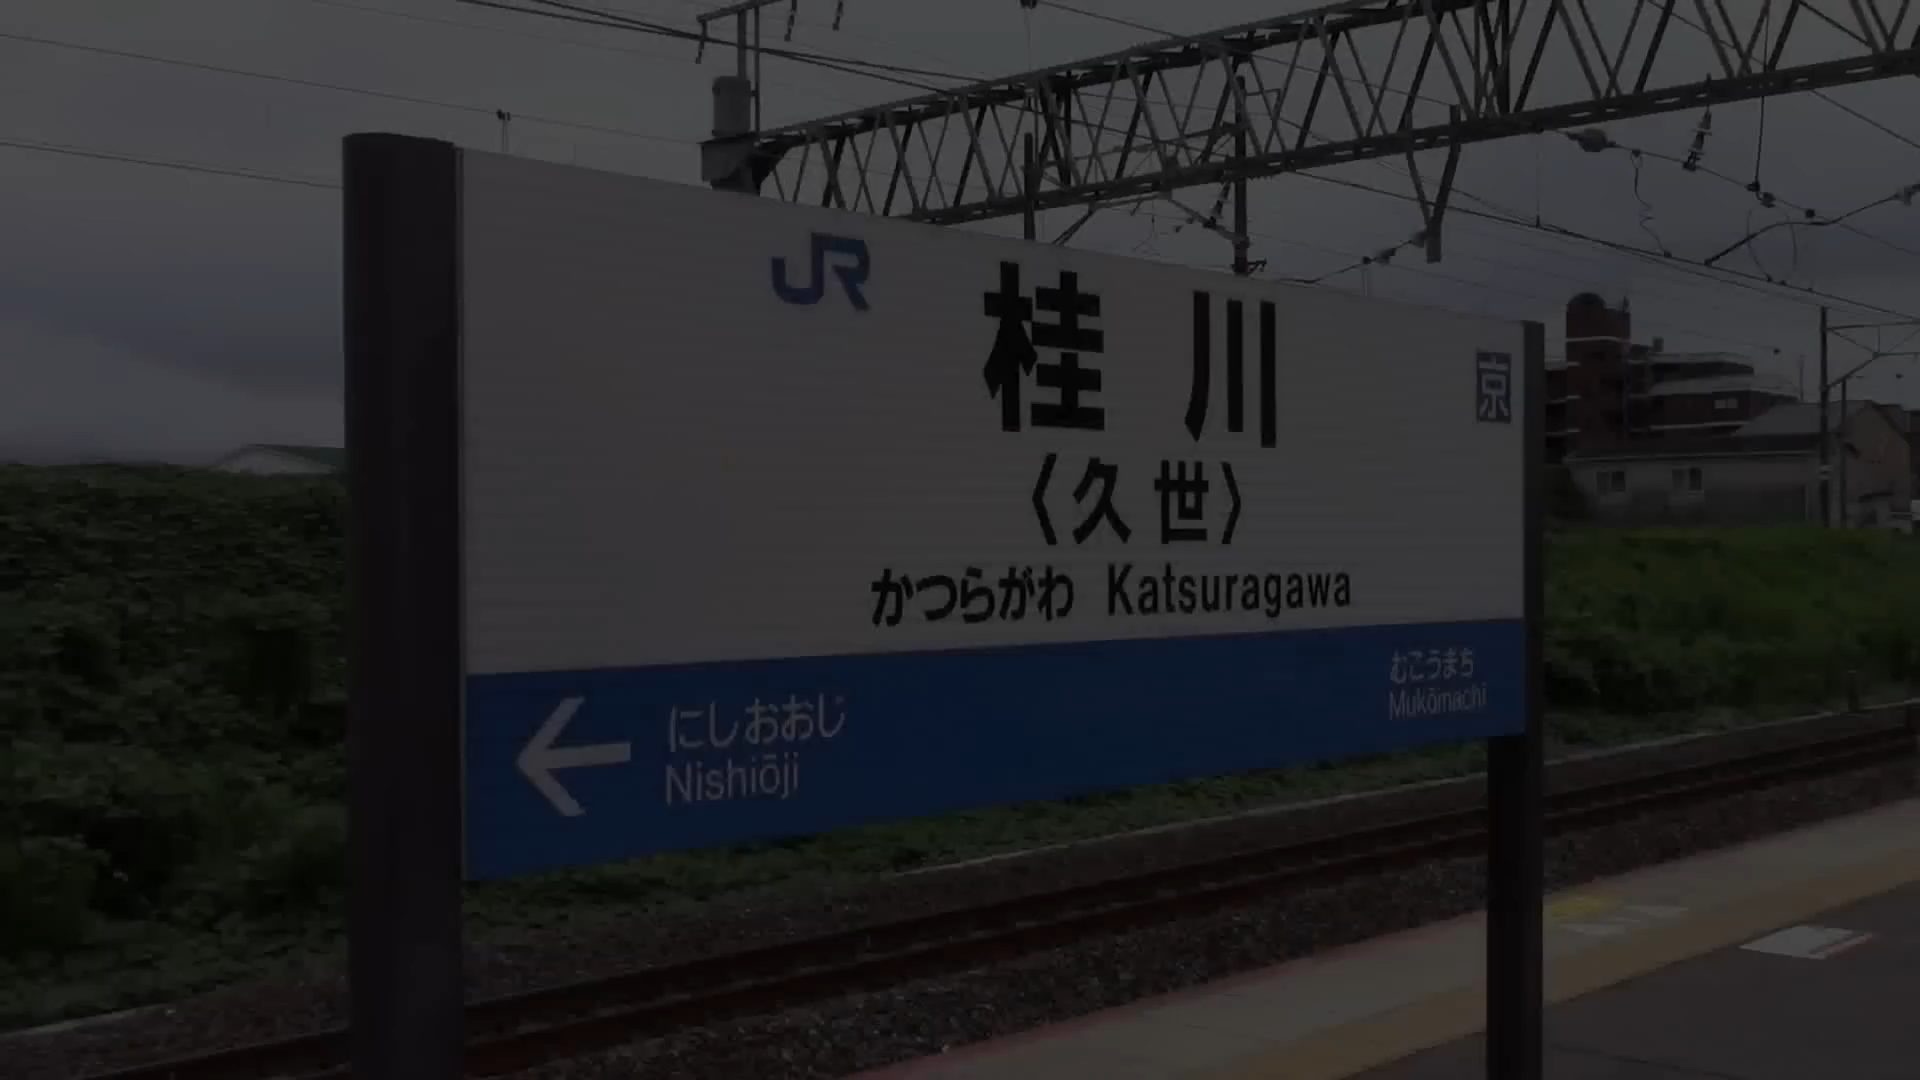 JR
桂川
京
〈久世〉
かつらがわ Katsuragawa
にしおおじ
Nishiōji
むこうまち
Mukōmachi